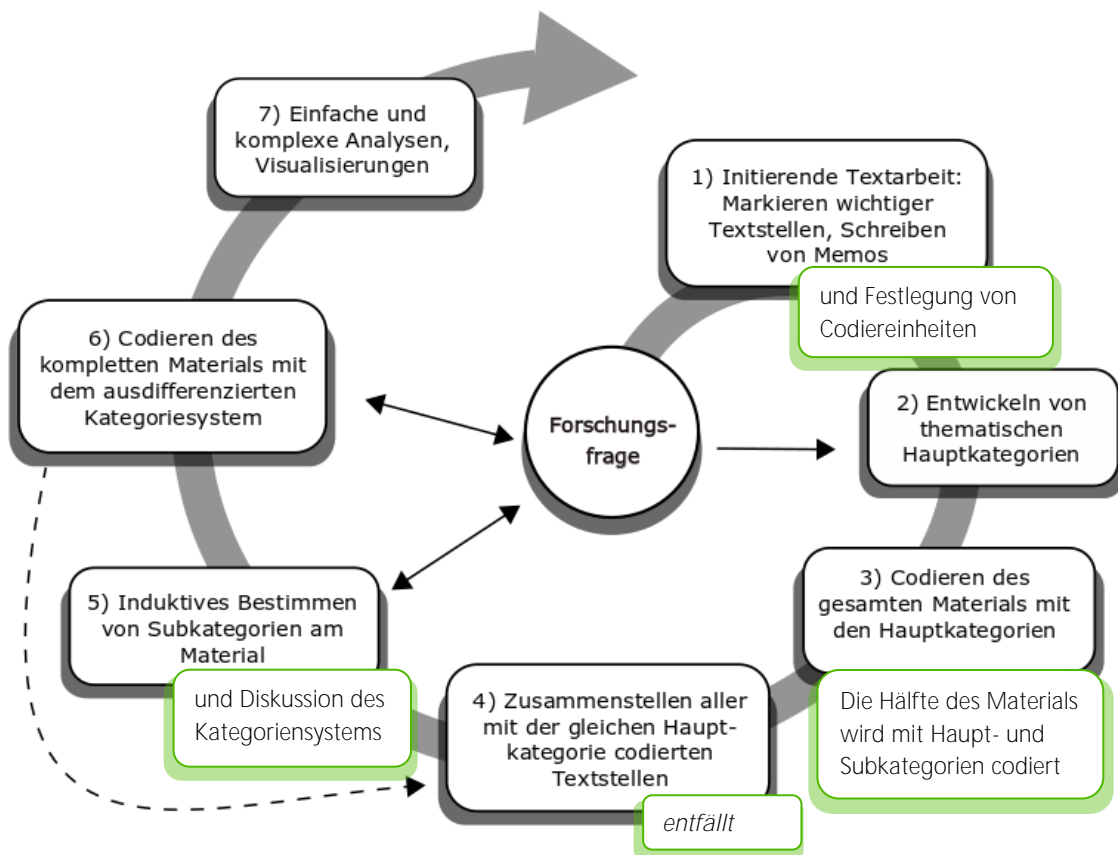 7) Einfache und
komplexe Analysen,
Visualisierungen
1) Initierende Textarbeit:
Markieren wichtiger
Textstellen, Schreiben
von Memos
und Festlegung von
Codiereinheiten
2) Entwickeln von
thematischen
Hauptkategorien
3) Codieren des
gesamten Materials mit
den Hauptkategorien
Die Hälfte des Materials
wird mit Haupt- und
Subkategorien codiert
4) Zusammenstellen aller
mit der gleichen Haupt-
kategorie codierten
Textstellen
entfällt
5) Induktives Bestimmen
von Subkategorien am
Material
und Diskussion des
Kategoriensystems
6) Codieren des
kompletten Materials mit
dem ausdifferenzierten
Kategoriesystem
Forschungs-
frage